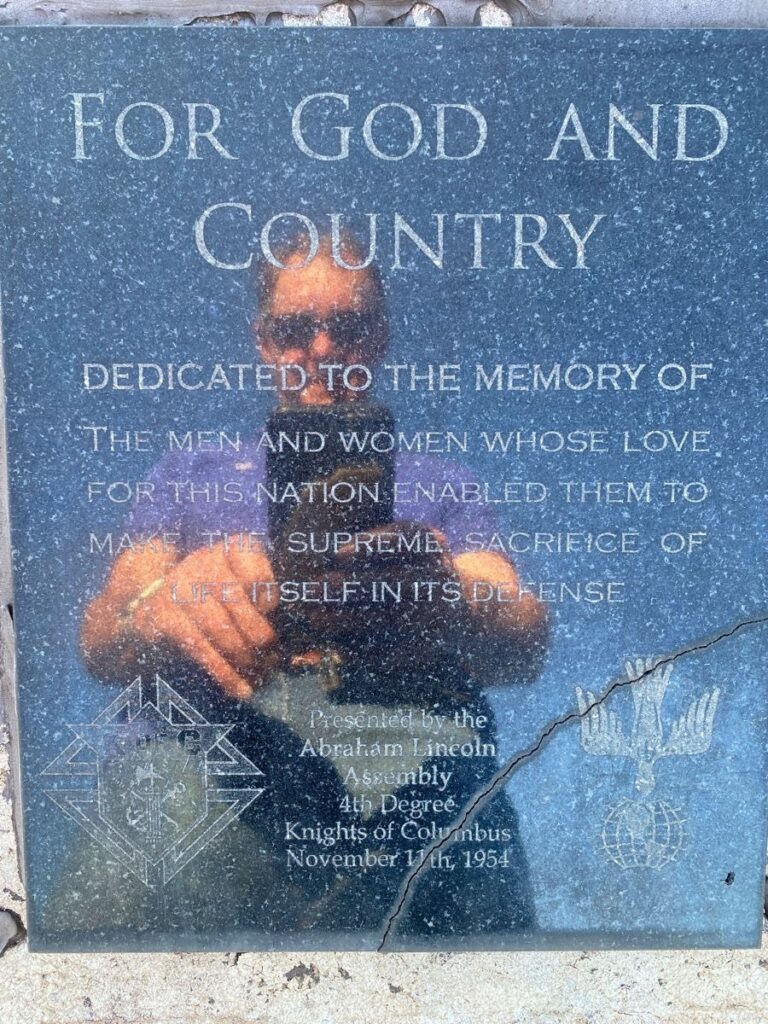 FOR GOD AND
COUNTRY
DEDICATED TO THE MEMORY OF
THE MEN AND WOMEN WHOSE LOVE
FOR THIS NATION ENABLED THEM TO
MAKE THE SUPREME SACRIFICE OF
LIFE ITSELF IN ITS DEFENSE
Presented by the
Abraham Lincoln
Assembly
4th Degree
Knights of Columbus
November 11th, 1954